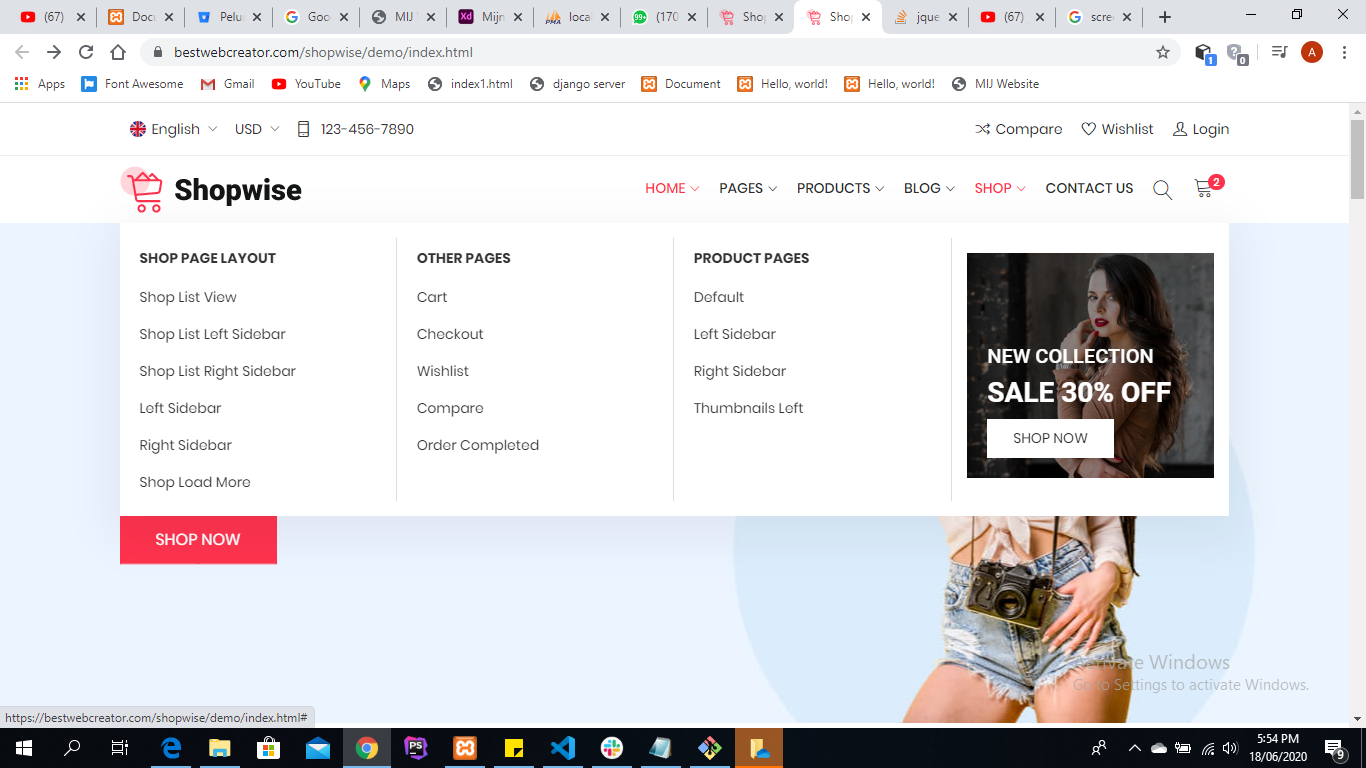 (67)
Docu
Pelu
Goo
MIJ
Mijn
local
(170
Shop
Shop
jque
(67)
scre
bestwebcreator.com/shopwise/demo/index.html
A
1
0
Apps
Font Awesome
Gmail
YouTube
Maps
index1.html
django server
Document
Hello, world!
Hello, world!
MIJ Website
English
USD
123-456-7890
Compare
Wishlist
Login
Shopwise
HOME
PAGES
PRODUCTS
BLOG
SHOP
CONTACT US
2
SHOP PAGE LAYOUT
Shop List View
Shop List Left Sidebar
Shop List Right Sidebar
Left Sidebar
Right Sidebar
Shop Load More
OTHER PAGES
Cart
Checkout
Wishlist
Compare
Order Completed
PRODUCT PAGES
Default
Left Sidebar
Right Sidebar
Thumbnails Left
NEW COLLECTION
SALE 30% OFF
SHOP NOW
SHOP NOW
Activate Windows
Go to Settings to activate Windows.
https://bestwebcreator.com/shopwise/demo/index.html#
5:54 PM
18/06/2020
9